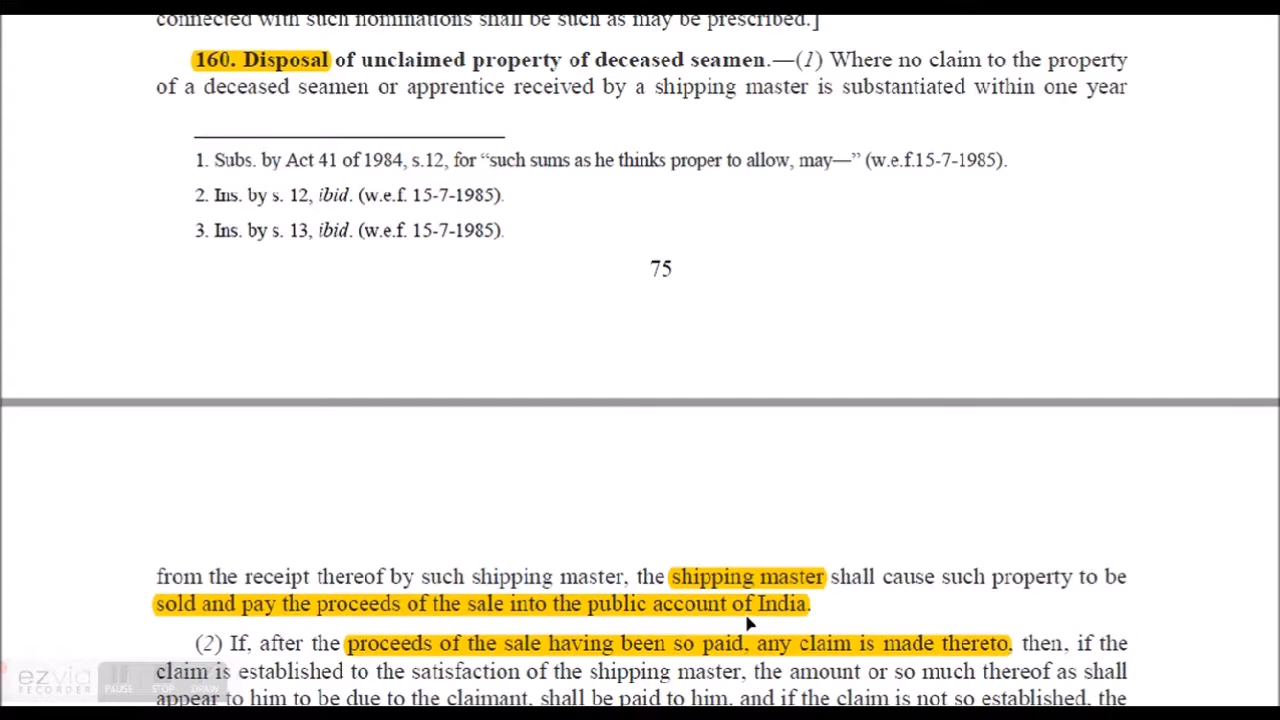 connected with such nominations shall be such as may be prescribed.]
160. Disposal of unclaimed property of deceased seamen.—(1) Where no claim to the property
of a deceased seamen or apprentice received by a shipping master is substantiated within one year
1. Subs. by Act 41 of 1984, s.12, for “such sums as he thinks proper to allow, may—” (w.e.f.15-7-1985).
2. Ins. by s. 12, ibid. (w.e.f. 15-7-1985).
3. Ins. by s. 13, ibid. (w.e.f. 15-7-1985).
75
from the receipt thereof by such shipping master, the shipping master shall cause such property to be
sold and pay the proceeds of the sale into the public account of India.
(2) If, after the proceeds of the sale having been so paid, any claim is made thereto, then, if the
claim is established to the satisfaction of the shipping master, the amount or so much thereof as shall
appear to him to be due to the claimant, shall be paid to him, and if the claim is not so established, the
ezvid
RECORDER
PAUSE STOP DRAW